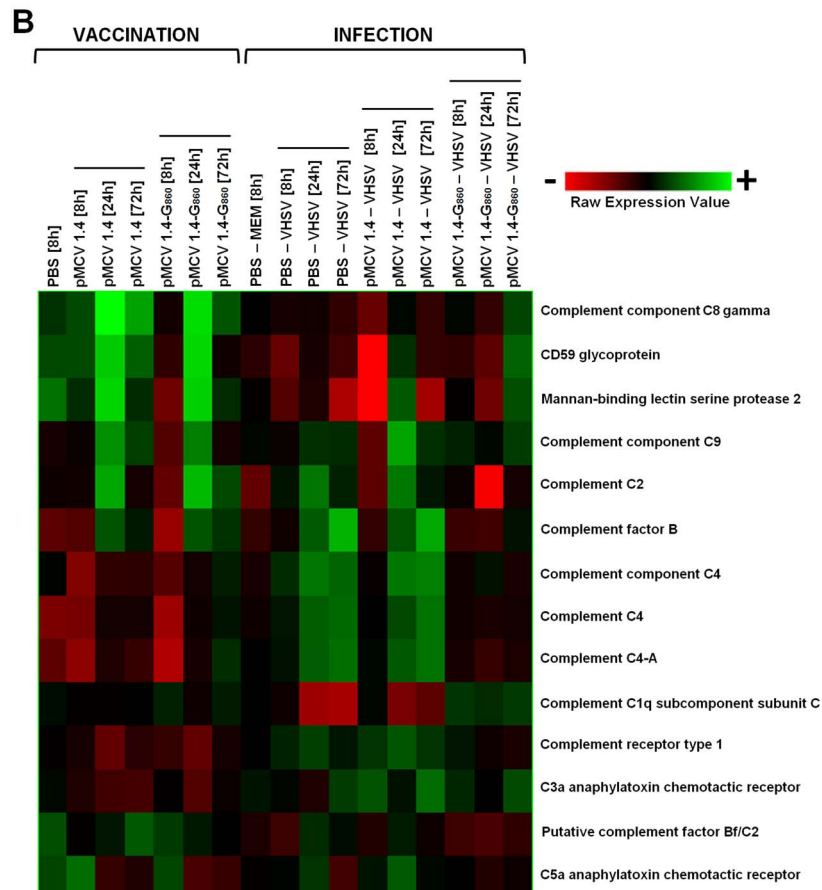 B
VACCINATION
INFECTION
PBS [8h]
pMCV 1.4 [8h]
pMCV 1.4 [24h]
pMCV 1.4 [72h]
pMCV 1.4-G860 [8h]
pMCV 1.4-G860 [24h]
pMCV 1.4-G860 [72h]
PBS – MEM [8h]
PBS – VHSV [8h]
PBS – VHSV [24h]
PBS – VHSV [72h]
pMCV 1.4 – VHSV [8h]
pMCV 1.4 – VHSV [24h]
pMCV 1.4 – VHSV [72h]
pMCV 1.4-G860 – VHSV [8h]
pMCV 1.4-G860 – VHSV [24h]
pMCV 1.4-G860 – VHSV [72h]
- +
Raw Expression Value
Complement component C8 gamma
CD59 glycoprotein
Mannan-binding lectin serine protease 2
Complement component C9
Complement C2
Complement factor B
Complement component C4
Complement C4
Complement C4-A
Complement C1q subcomponent subunit C
Complement receptor type 1
C3a anaphylatoxin chemotactic receptor
Putative complement factor Bf/C2
C5a anaphylatoxin chemotactic receptor